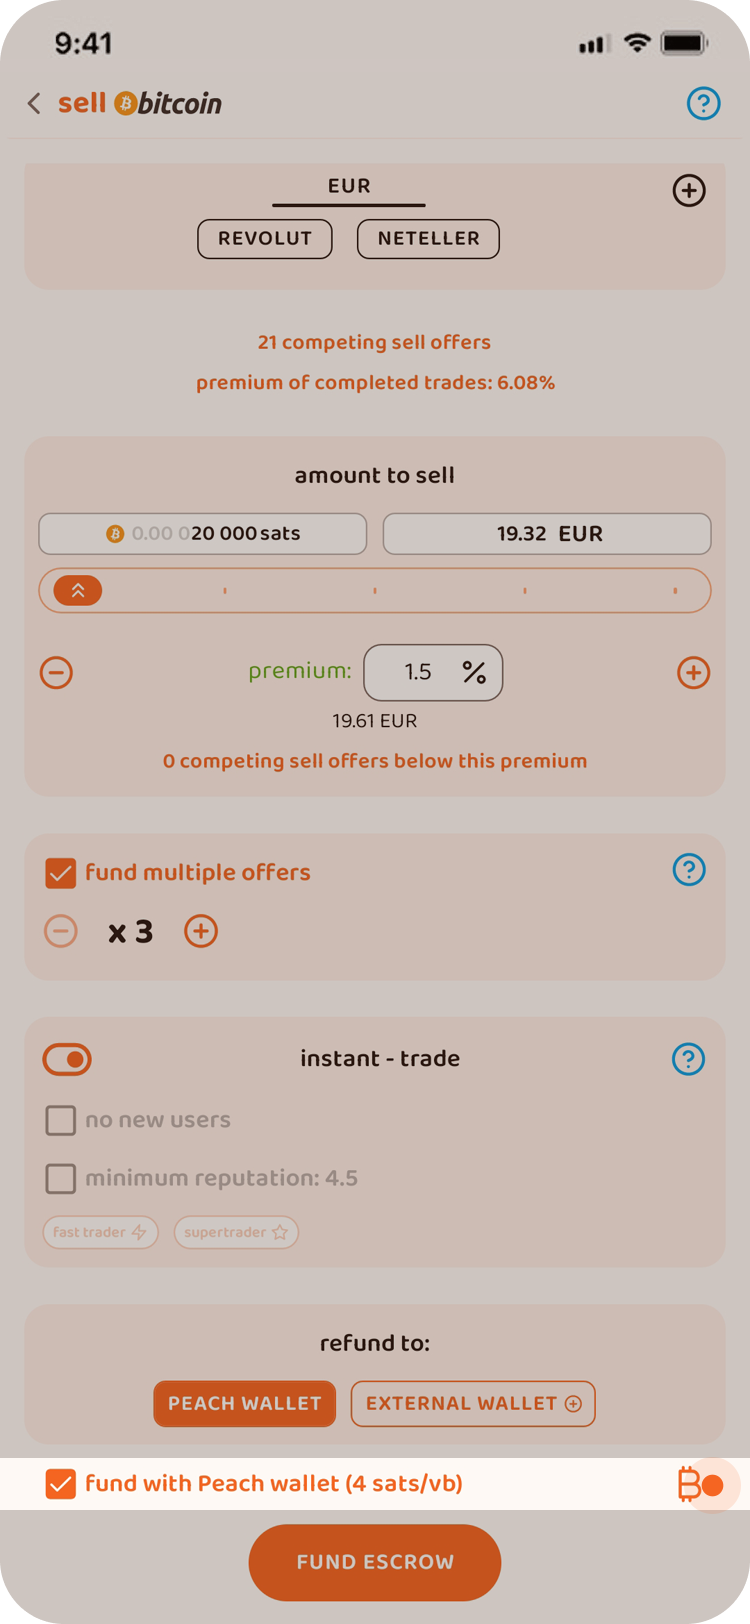 9:41
sell bitcoin
EUR
REVOLUT NETELLER
21 competing sell offers
premium of completed trades: 6.08%
amount to sell
0.00 020 000 sats 19.32 EUR
premium: 1.5 %
19.61 EUR
0 competing sell offers below this premium
fund multiple offers
x 3
instant - trade
no new users
minimum reputation: 4.5
fast trader supertrader
refund to:
PEACH WALLET EXTERNAL WALLET
fund with Peach wallet (4 sats/vb)
FUND ESCROW